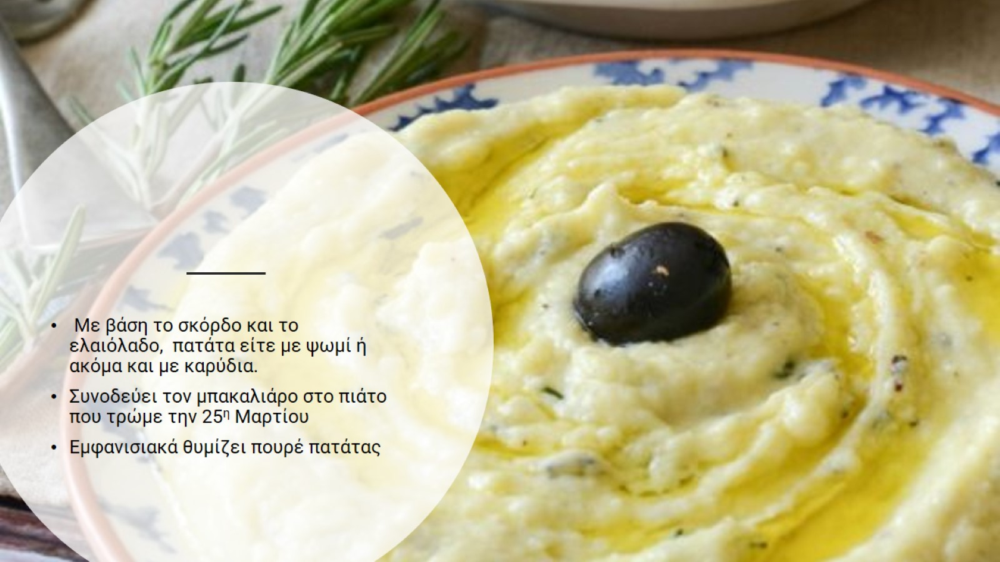 • Με βάση το σκόρδο και το
ελαιόλαδο, πατάτα είτε με ψωμί ή
ακόμα και με καρύδια.
• Συνοδεύει τον μπακαλιάρο στο πιάτο
που τρώμε την 25η Μαρτίου
• Εμφανισιακά θυμίζει πουρέ πατάτας